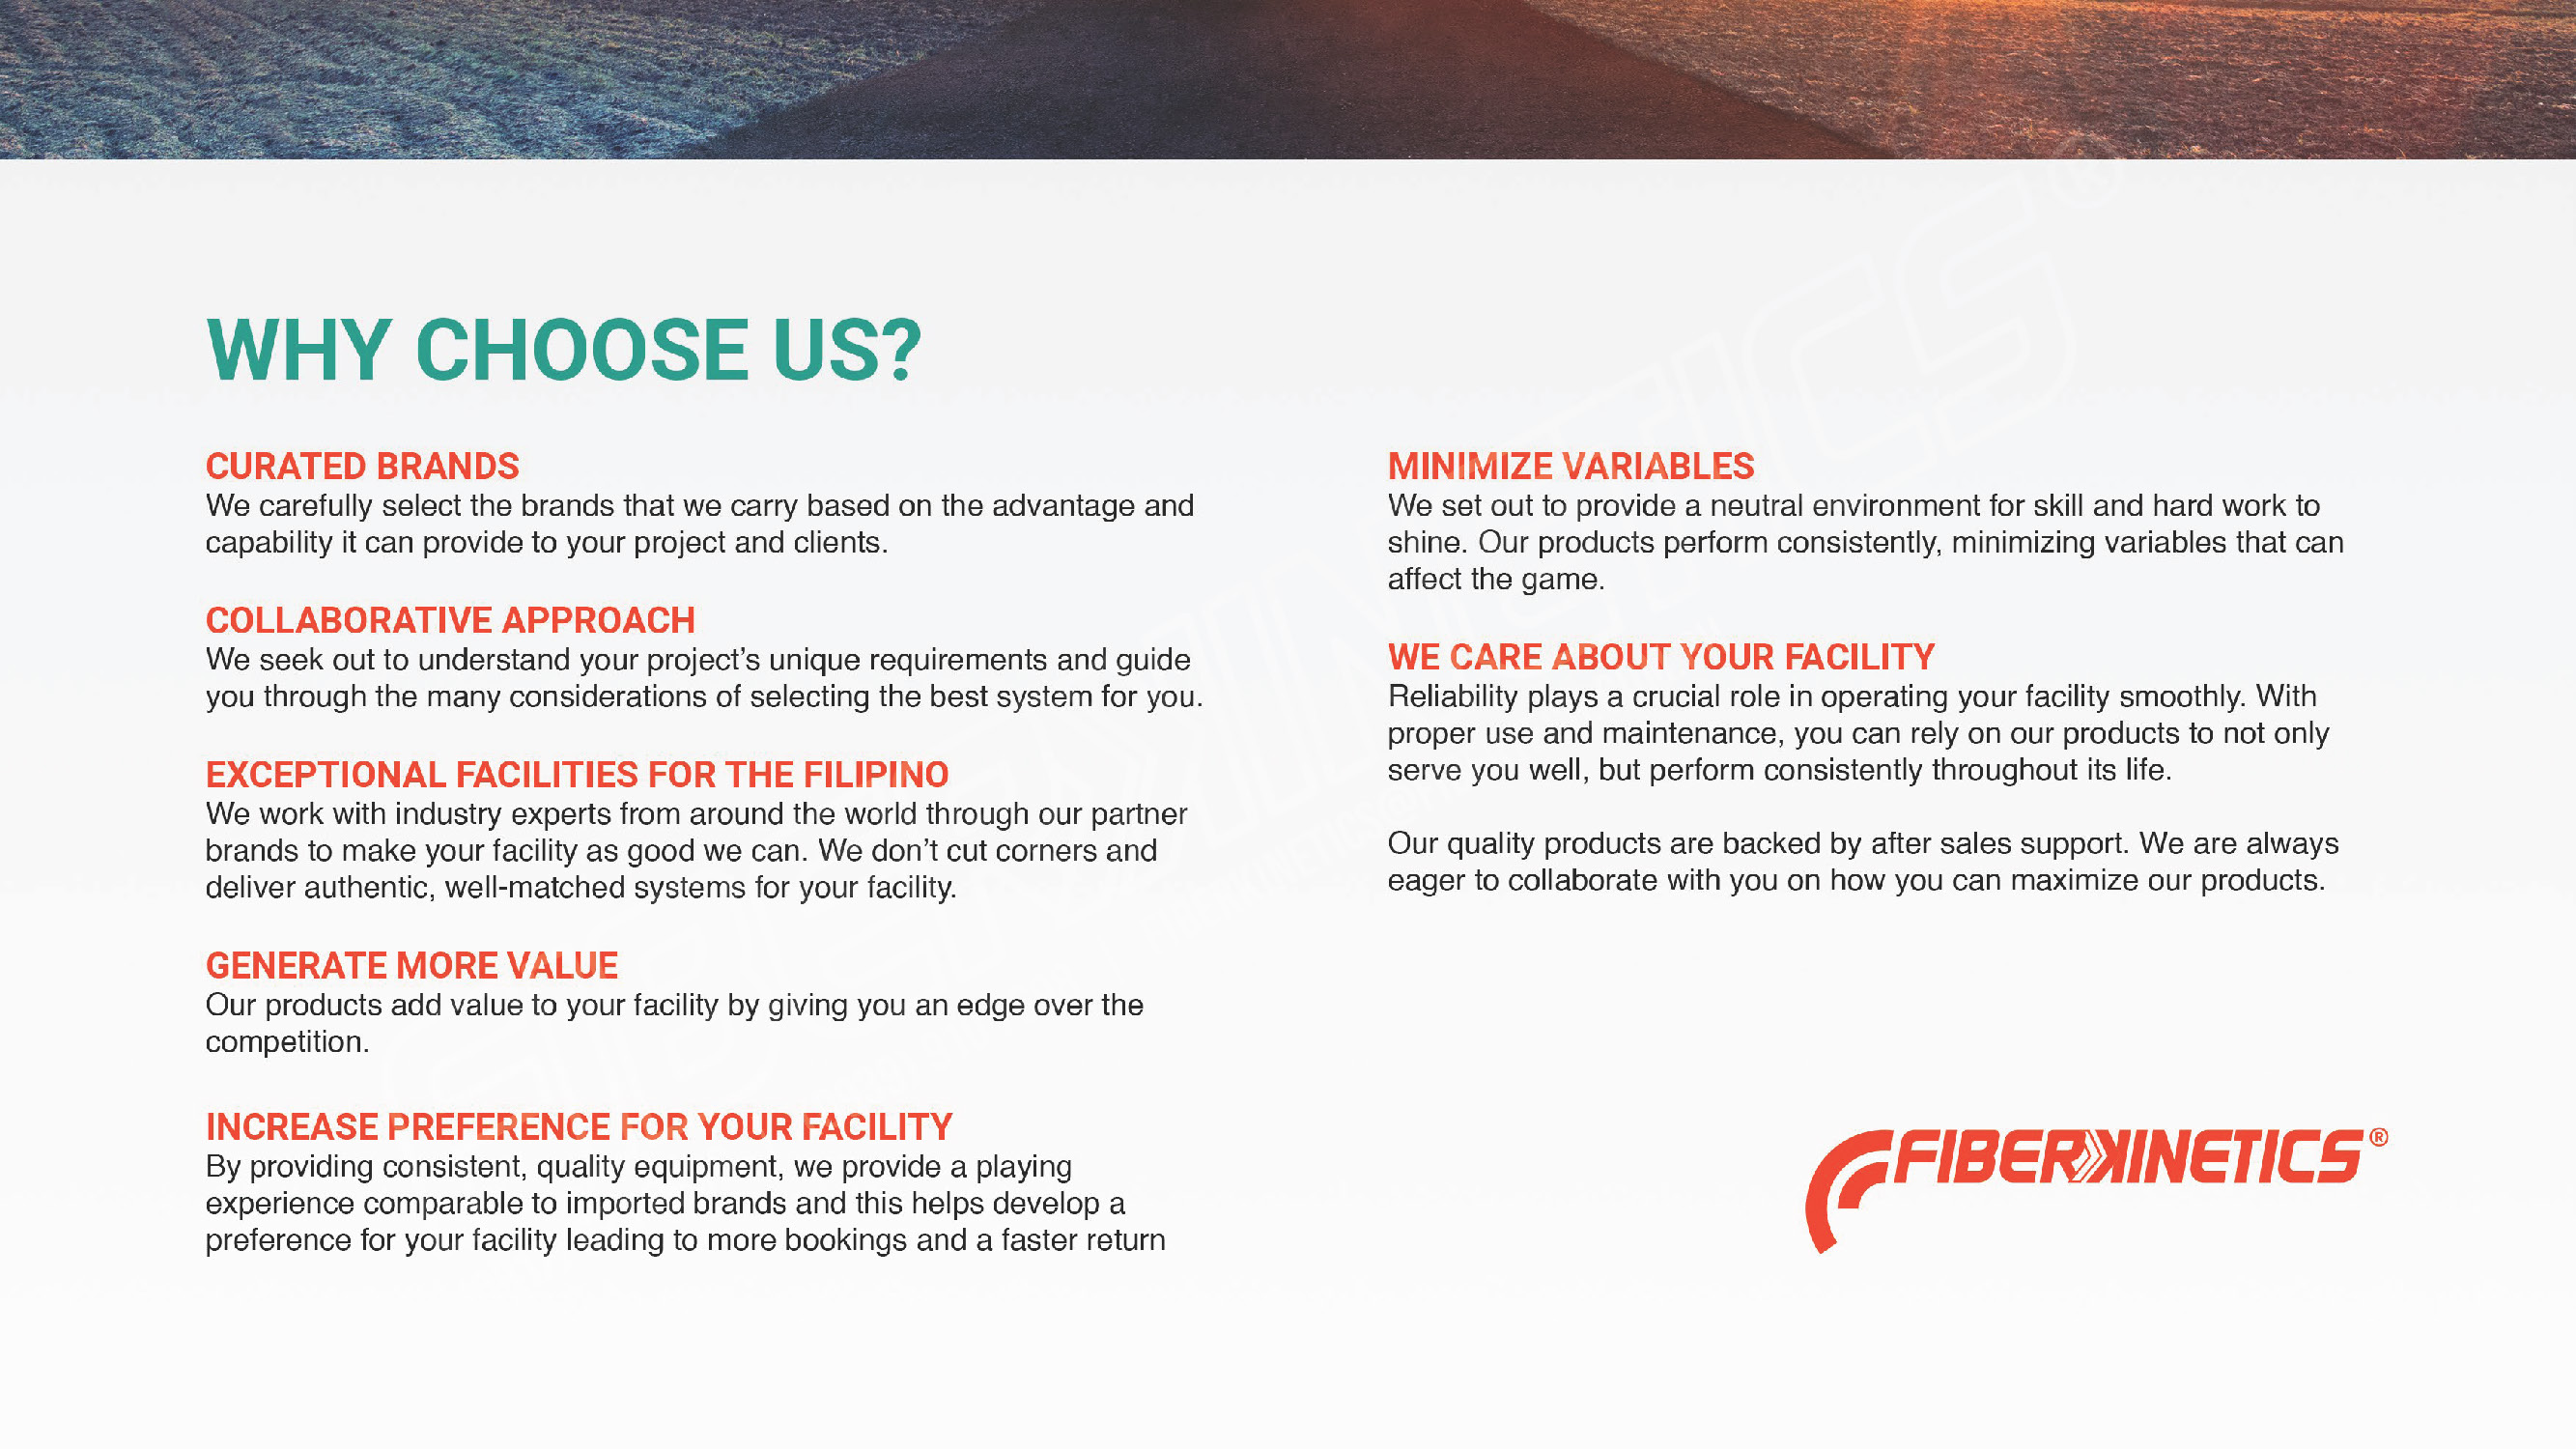 WHY CHOOSE US?
CURATED BRANDS
We carefully select the brands that we carry based on the advantage and
capability it can provide to your project and clients.
COLLABORATIVE APPROACH
We seek out to understand your project’s unique requirements and guide
you through the many considerations of selecting the best system for you.
EXCEPTIONAL FACILITIES FOR THE FILIPINO
We work with industry experts from around the world through our partner
brands to make your facility as good we can. We don’t cut corners and
deliver authentic, well-matched systems for your facility.
GENERATE MORE VALUE
Our products add value to your facility by giving you an edge over the
competition.
INCREASE PREFERENCE FOR YOUR FACILITY
By providing consistent, quality equipment, we provide a playing
experience comparable to imported brands and this helps develop a
preference for your facility leading to more bookings and a faster return
MINIMIZE VARIABLES
We set out to provide a neutral environment for skill and hard work to
shine. Our products perform consistently, minimizing variables that can
affect the game.
WE CARE ABOUT YOUR FACILITY
Reliability plays a crucial role in operating your facility smoothly. With
proper use and maintenance, you can rely on our products to not only
serve you well, but perform consistently throughout its life.
Our quality products are backed by after sales support. We are always
eager to collaborate with you on how you can maximize our products.
FIBERKINETICS®